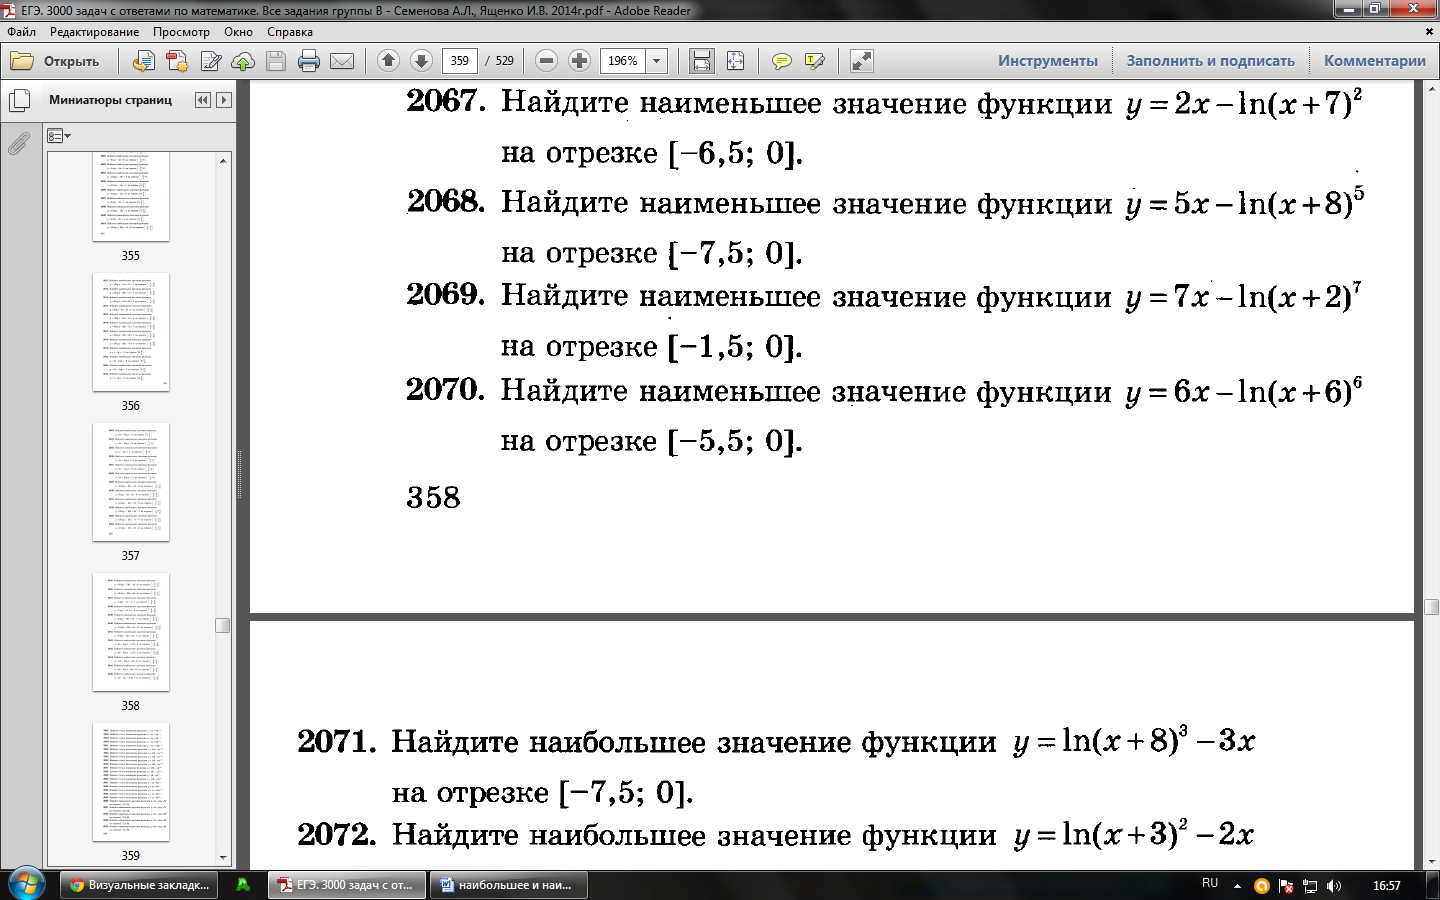 ЕГЭ. 3000 задач с ответами по математике. Все задания группы В - Семенова А.Л., Ященко И.В. 2014г.pdf - Adobe Reader
Файл Редактирование Просмотр Окно Справка
Открыть 359 / 529 196% Инструменты Заполнить и подписать Комментарии
Миниатюры страниц
355
356
357
358
359
2067. Найдите наименьшее значение функции y = 2x – ln(x + 7)²
на отрезке [–6,5; 0].
2068. Найдите наименьшее значение функции y = 5x – ln(x + 8)⁵
на отрезке [–7,5; 0].
2069. Найдите наименьшее значение функции y = 7x – ln(x + 2)⁷
на отрезке [–1,5; 0].
2070. Найдите наименьшее значение функции y = 6x – ln(x + 6)⁶
на отрезке [–5,5; 0].
358
2071. Найдите наибольшее значение функции y = ln(x + 8)³ – 3x
на отрезке [–7,5; 0].
2072. Найдите наибольшее значение функции y = ln(x + 3)² – 2x
Визуальные закладк... ЕГЭ. 3000 задач с от... наибольшее и наи... RU 16:57